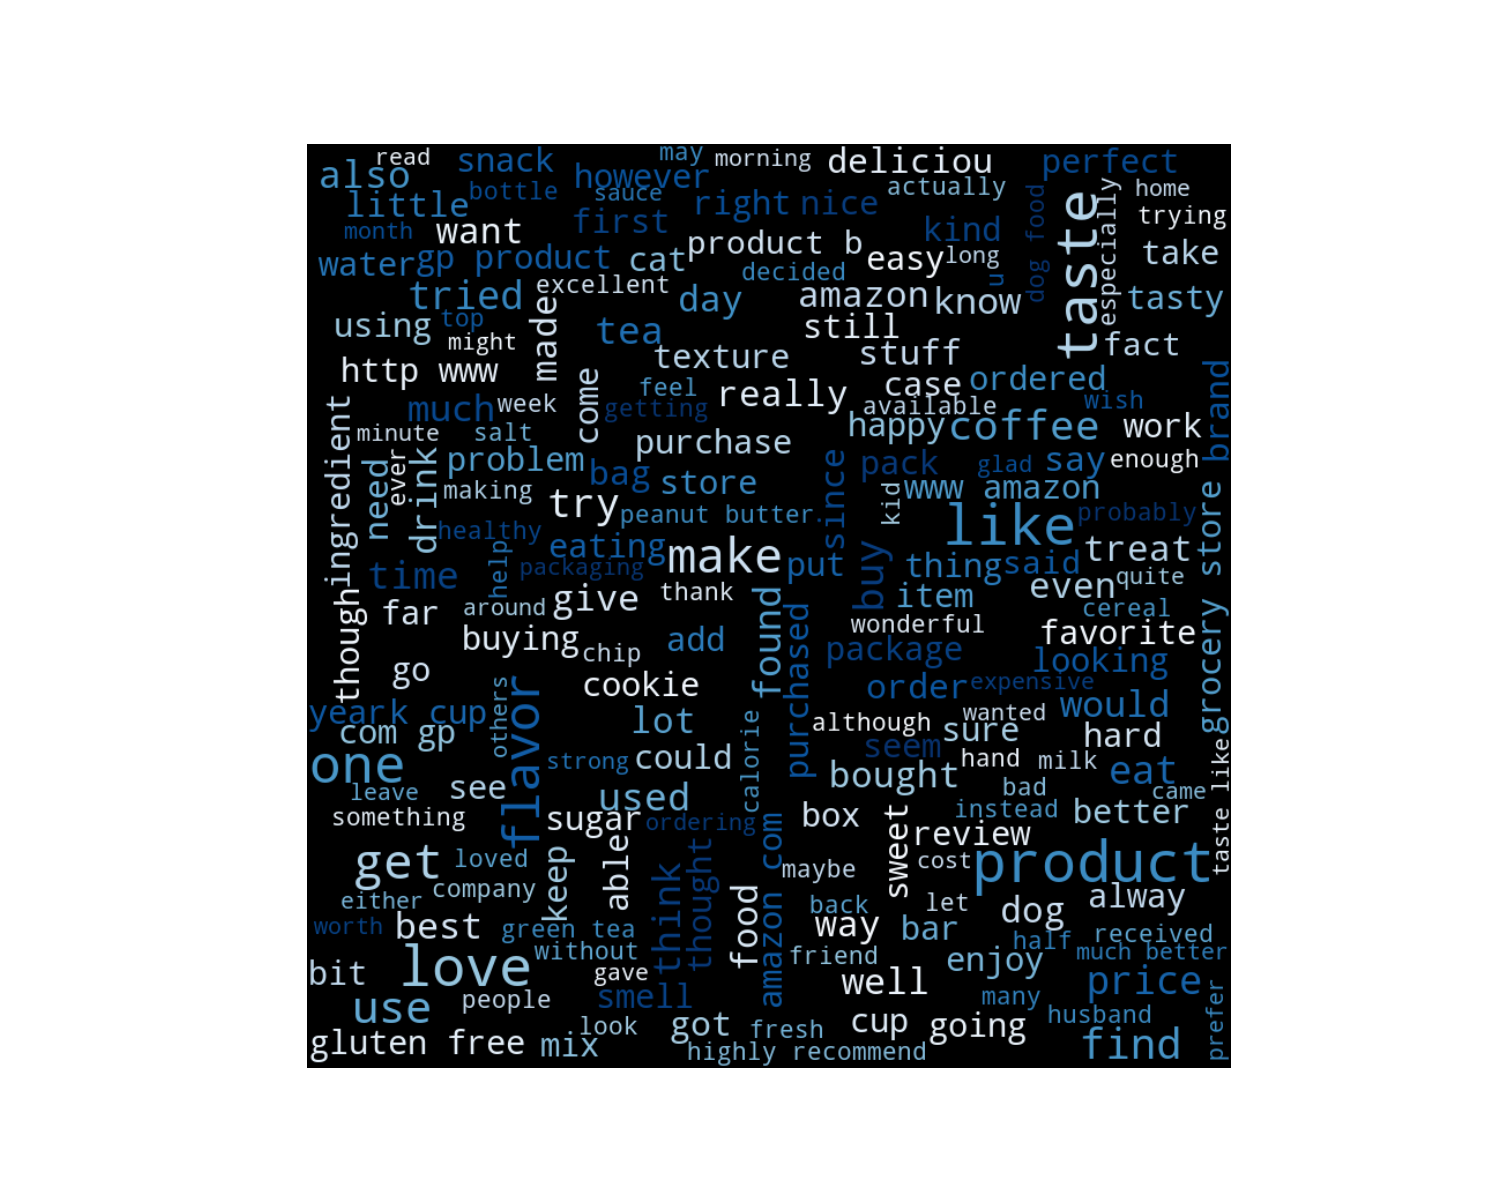 read
snack
may
morning
deliciou
perfect
also
however
actually
home
little
bottle
sauce
right
nice
dog food
taste
especially
trying
month
want
first
product b
kind
take
water
gp product
cat
decided
easy
long
u
tried
excellent
day
amazon
know
tasty
using
top
made
tea
still
fact
might
texture
stuff
http www
come
feel
really
case
ordered
much
week
getting
available
wish
brand
ingredient
minute
salt
purchase
happy
coffee
work
need
ever
drink
problem
bag
store
since
pack
glad
say
enough
making
try
peanut butter
kid
www amazon
healthy
like
probably
grocery store
help
eating
make
put
buy
thing
said
treat
time
packaging
item
even
quite
though
far
around
give
thank
found
purchased
wonderful
cereal
buying
chip
add
package
favorite
go
cookie
looking
year
k cup
others
flavor
lot
order
expensive
would
com gp
calorie
although
wanted
sure
hard
one
strong
could
seem
hand
milk
eat
leave
see
used
bought
bad
came
taste like
something
sugar
ordering
box
sweet
instead
better
review
get
loved
keep
able
think
thought
amazon com
maybe
cost
product
either
company
food
back
let
dog
alway
worth
best
green tea
way
bar
half
received
bit
love
without
gave
friend
enjoy
much better
use
people
smell
well
many
price
prefer
look
got
fresh
cup
going
husband
gluten free
mix
highly recommend
find